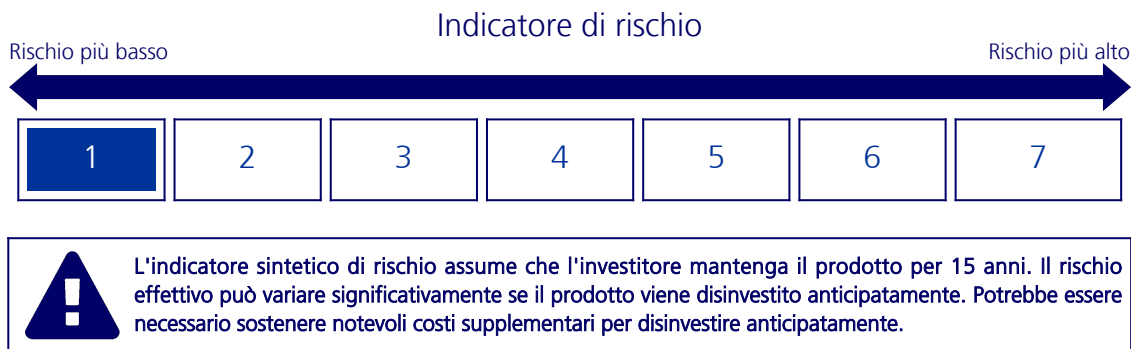 Indicatore di rischio
Rischio più basso
Rischio più alto
1 2 3 4 5 6 7
L'indicatore sintetico di rischio assume che l'investitore mantenga il prodotto per 15 anni. Il rischio
effettivo può variare significativamente se il prodotto viene disinvestito anticipatamente. Potrebbe essere
necessario sostenere notevoli costi supplementari per disinvestire anticipatamente.